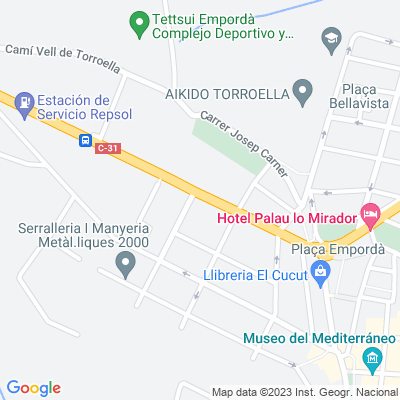 Tettsui Empordà
Complejo Deportivo y...
Camí Vell de Torroella
Plaça
Bellavista
AIKIDO TORROELLA
Estación de
Servicio Repsol
Carrer Josep Carner
C-31
Hotel Palau lo Mirador
Serralleria I Manyeria
Metàl.liques 2000
Plaça Empordà
Llibreria El Cucut
Museo del Mediterráneo
Google
Map data ©2023 Inst. Geogr. Nacional